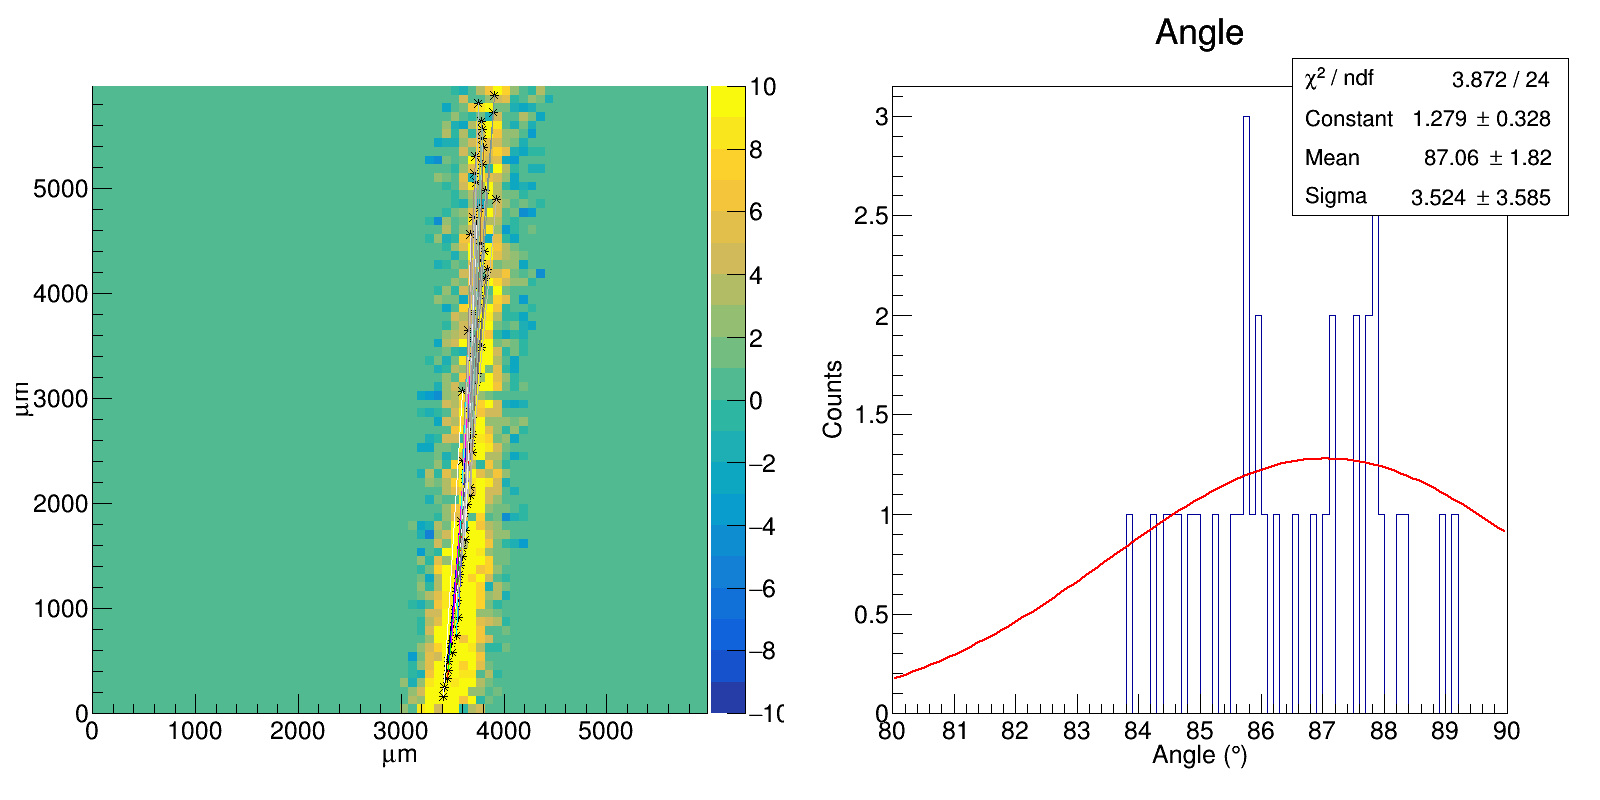 Angle
χ² / ndf 3.872 / 24
Constant 1.279 ± 0.328
Mean 87.06 ± 1.82
Sigma 3.524 ± 3.585
5000
4000
3000
2000
1000
0
μm
0 1000 2000 3000 4000 5000
μm
10
8
6
4
2
0
−2
−4
−6
−8
−10
3
2.5
2
1.5
1
0.5
0
Counts
80 81 82 83 84 85 86 87 88 89 90
Angle (°)